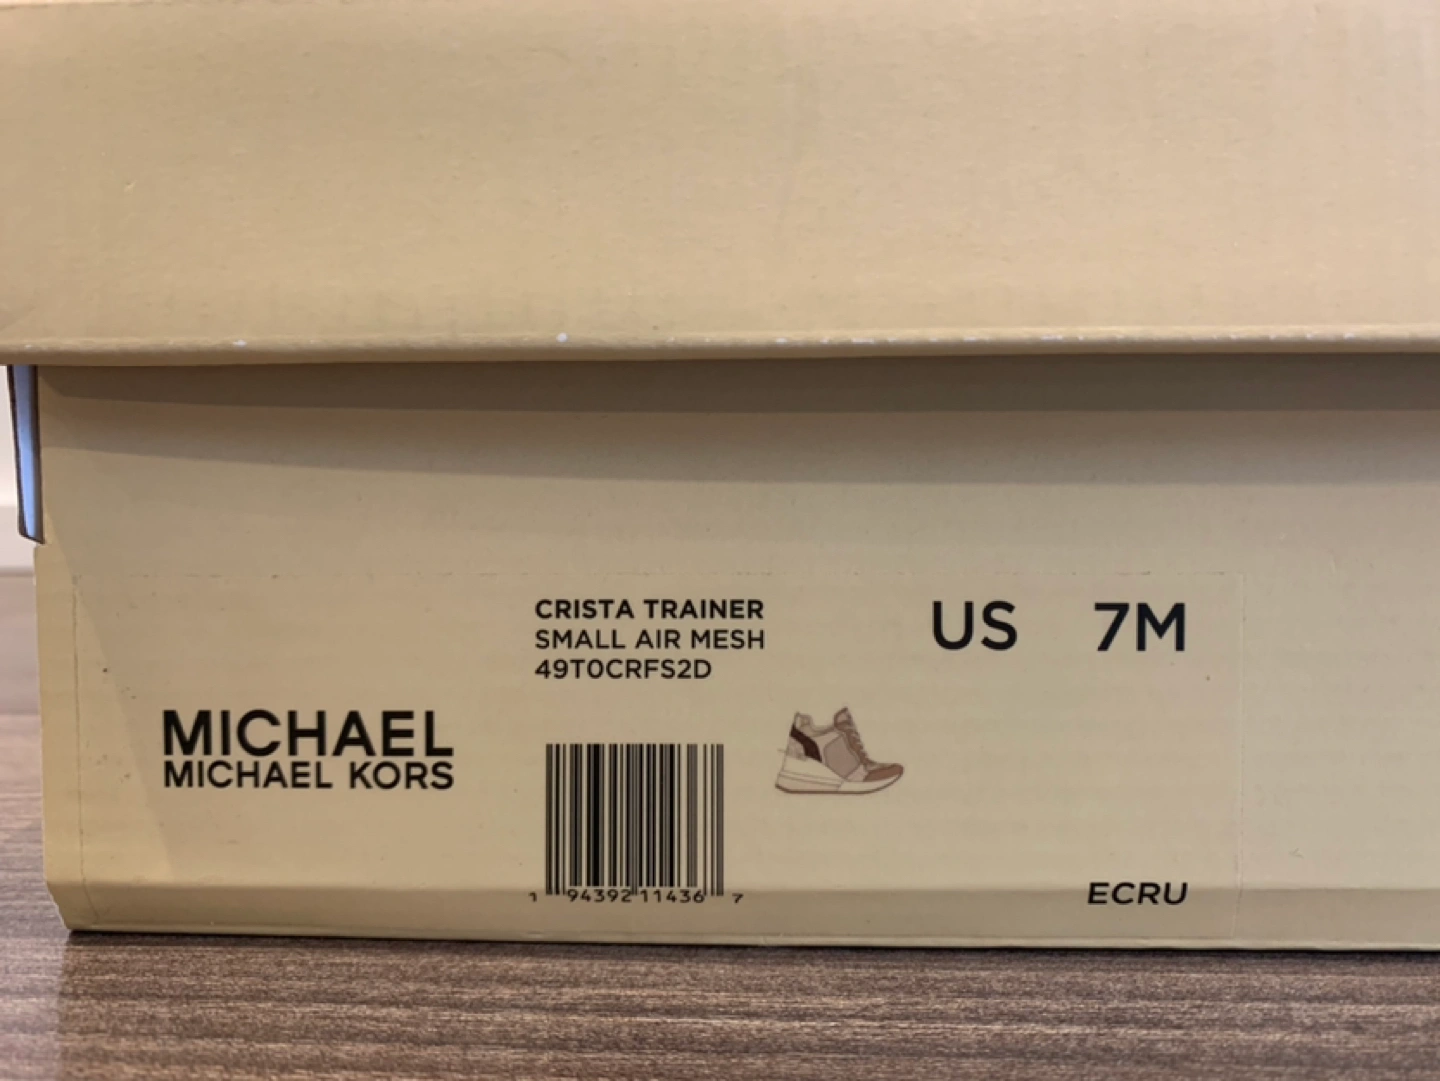 CRISTA TRAINER
SMALL AIR MESH
49T0CRFS2D
US 7M
MICHAEL
MICHAEL KORS
1 94392 11436 7
ECRU